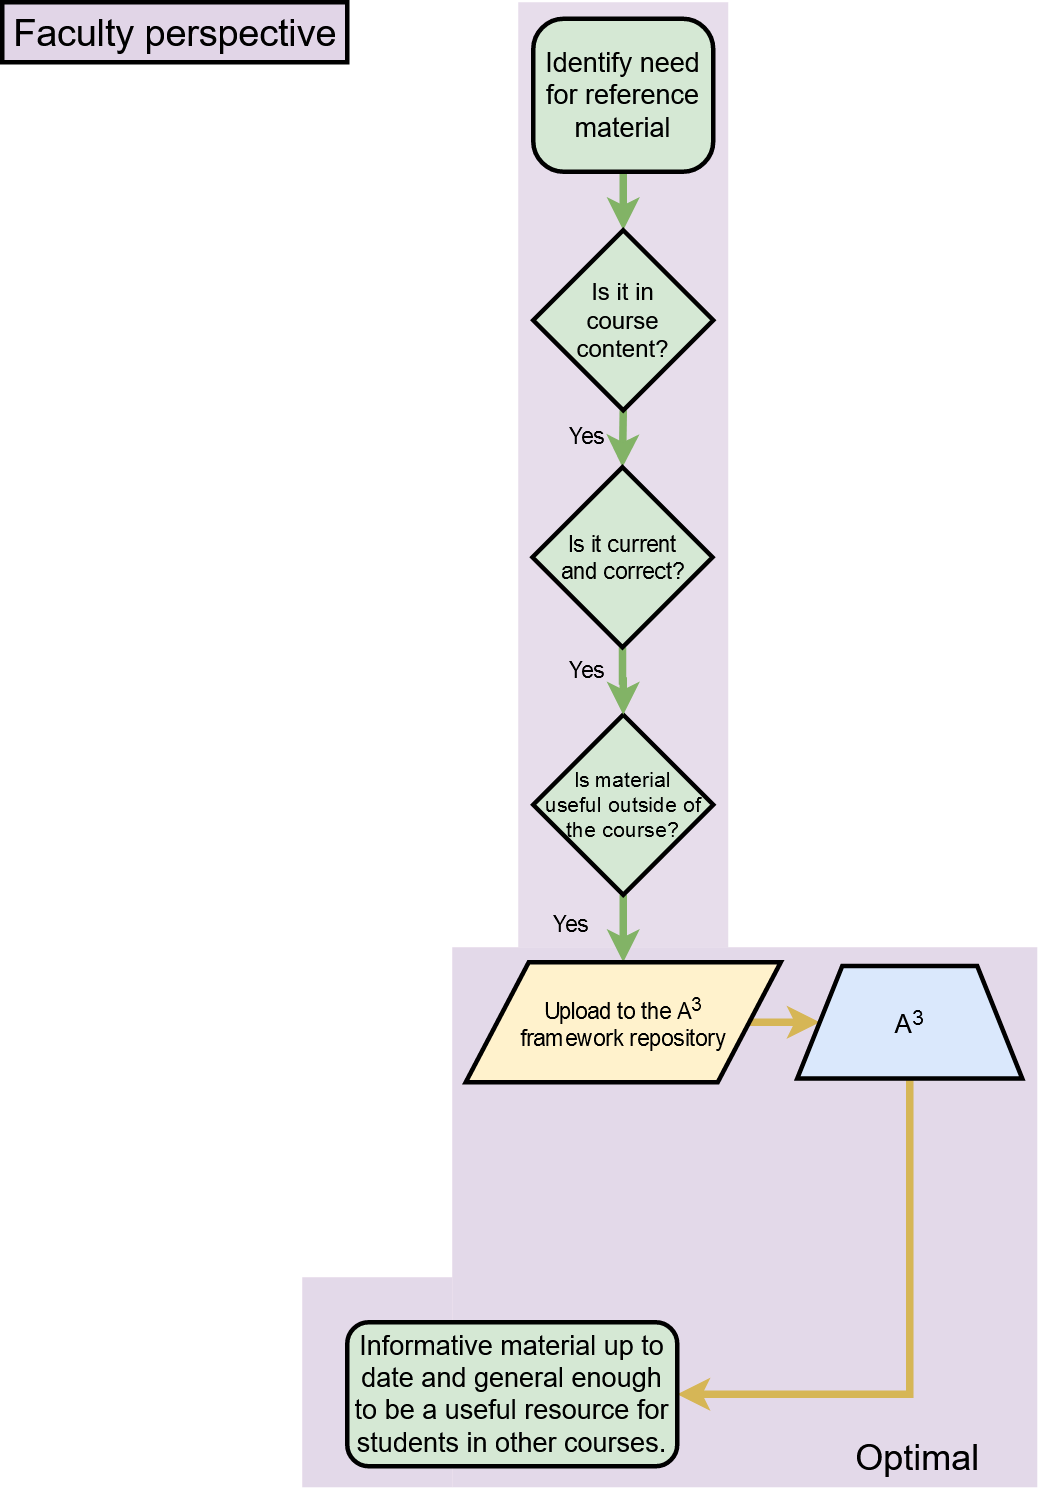 Faculty perspective
Identify need
for reference
material
Is it in
course
content?
Yes
Is it current
and correct?
Yes
Is material
useful outside of
the course?
Yes
Upload to the A³
framework repository
A³
Informative material up to
date and general enough
to be a useful resource for
students in other courses.
Optimal